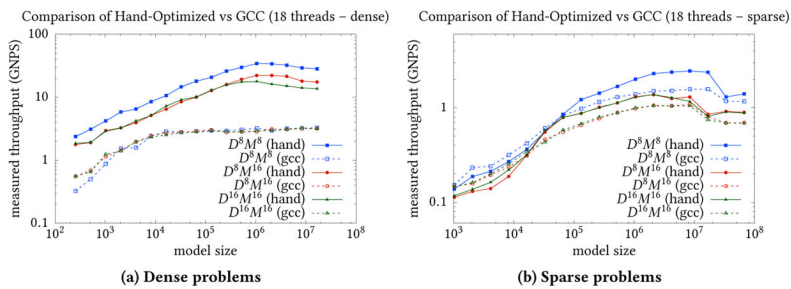 Comparison of Hand-Optimized vs GCC (18 threads – dense)
measured throughput (GNPS)
100
10
1
0.1
D⁸M⁸ (hand)
D⁸M⁸ (gcc)
D⁸M¹⁶ (hand)
D⁸M¹⁶ (gcc)
D¹⁶M¹⁶ (hand)
D¹⁶M¹⁶ (gcc)
10² 10³ 10⁴ 10⁵ 10⁶ 10⁷ 10⁸
model size
(a) Dense problems
Comparison of Hand-Optimized vs GCC (18 threads – sparse)
measured throughput (GNPS)
1
0.1
D⁸M⁸ (hand)
D⁸M⁸ (gcc)
D⁸M¹⁶ (hand)
D⁸M¹⁶ (gcc)
D¹⁶M¹⁶ (hand)
D¹⁶M¹⁶ (gcc)
10³ 10⁴ 10⁵ 10⁶ 10⁷ 10⁸
model size
(b) Sparse problems